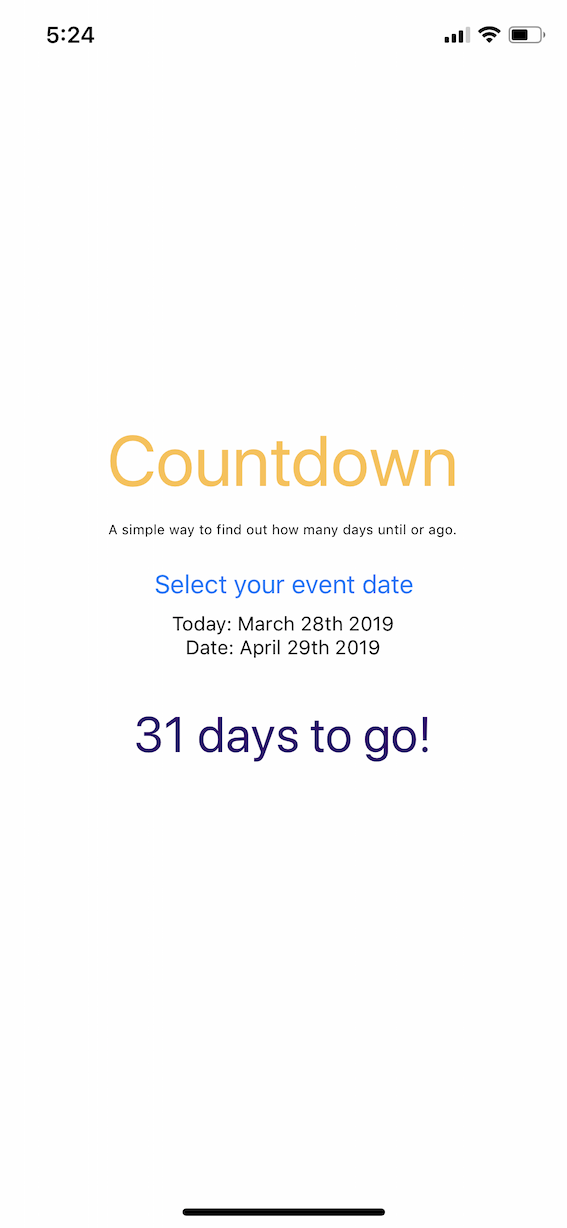 5:24
Countdown
A simple way to find out how many days until or ago.
Select your event date
Today: March 28th 2019
Date: April 29th 2019
31 days to go!